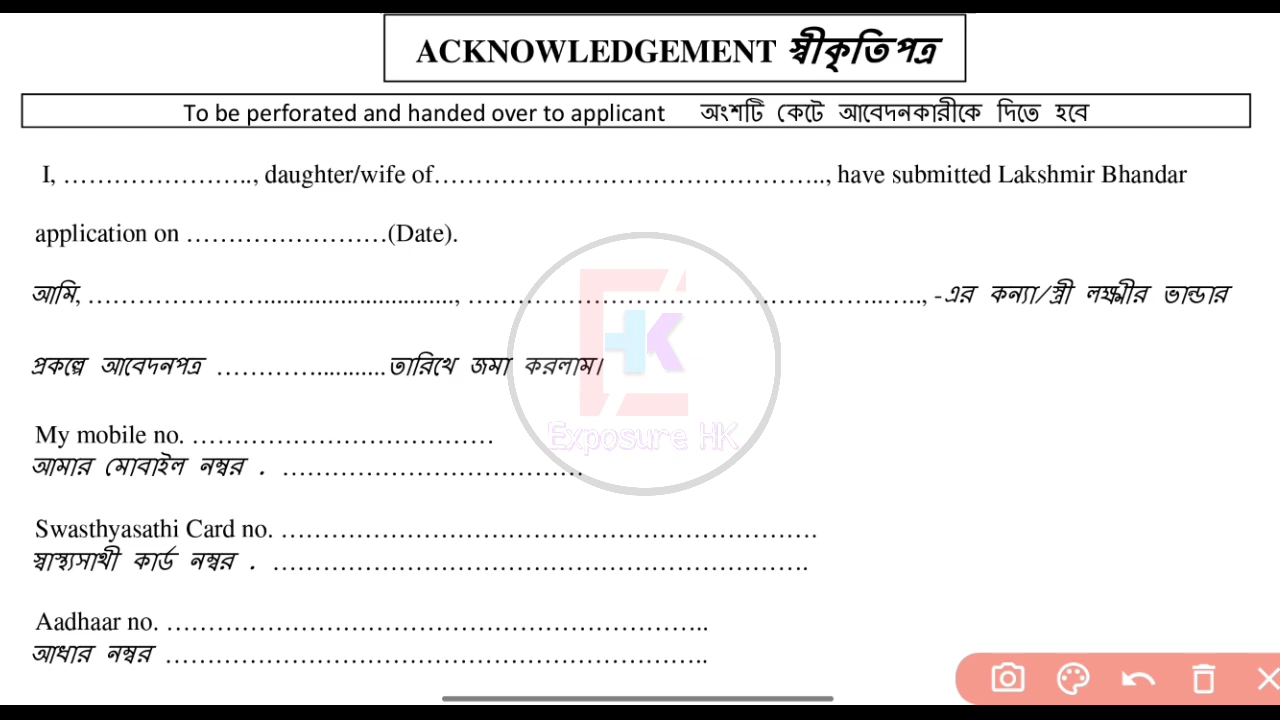 ACKNOWLEDGEMENT স্বীকৃতিপত্র
To be perforated and handed over to applicant অংশটি কেটে আবেদনকারীকে দিতে হবে
I, ………………….., daughter/wife of……………………………………….., have submitted Lakshmir Bhandar
application on ……………………(Date).
আমি, …………………............................., …………………………………………..….., -এর কন্যা/স্ত্রী লক্ষ্মীর ভান্ডার
প্রকল্পে আবেদনপত্র …………...........তারিখে জমা করলাম।
Exposure HK
My mobile no. ………………………………
আমার মোবাইল নম্বর . ………………………………
Swasthyasathi Card no. ……………………………………………………….
স্বাস্থ্যসাথী কার্ড নম্বর . ……………………………………………………….
Aadhaar no. ………………………………………………………..
আধার নম্বর ………………………………………………………..